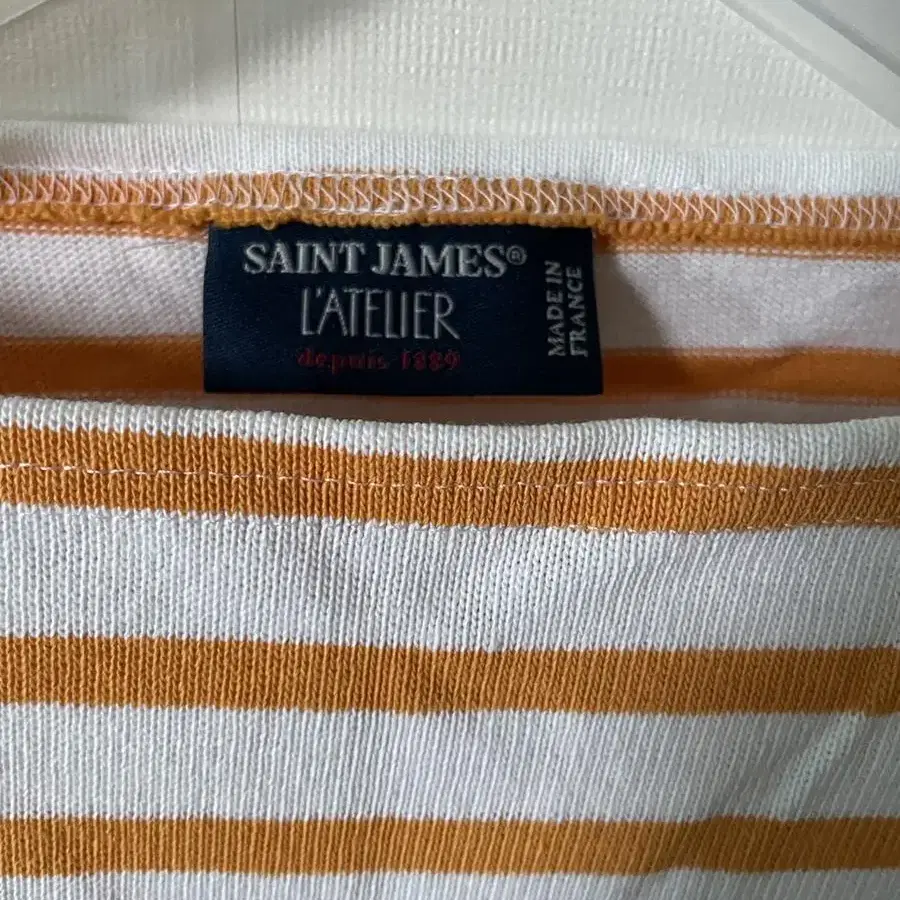 SAINT JAMES®
L'ATELIER
depuis 1889
MADE IN
FRANCE